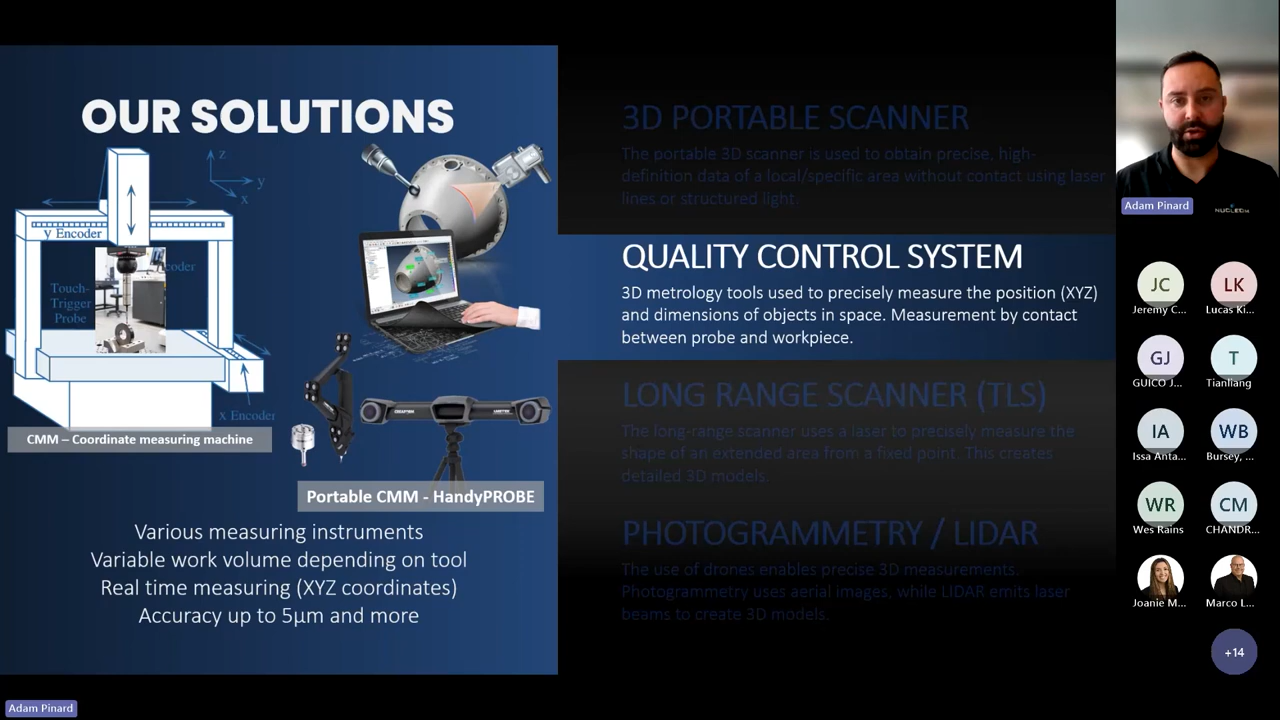 OUR SOLUTIONS
z
y
x
y Encoder
coder
Touch-
Trigger
Probe
x Encoder
CMM – Coordinate measuring machine
Portable CMM - HandyPROBE
Various measuring instruments
Variable work volume depending on tool
Real time measuring (XYZ coordinates)
Accuracy up to 5µm and more
3D PORTABLE SCANNER
The portable 3D scanner is used to obtain precise, high-
definition data of a local/specific area without contact using laser
lines or structured light.
QUALITY CONTROL SYSTEM
3D metrology tools used to precisely measure the position (XYZ)
and dimensions of objects in space. Measurement by contact
between probe and workpiece.
LONG RANGE SCANNER (TLS)
The long-range scanner uses a laser to precisely measure the
shape of an extended area from a fixed point. This creates
detailed 3D models.
PHOTOGRAMMETRY / LIDAR
The use of drones enables precise 3D measurements.
Photogrammetry uses aerial images, while LIDAR emits laser
beams to create 3D models.
Adam Pinard
NUCLEOM
JC
Jeremy C...
LK
Lucas Ki...
GJ
GUICO J...
T
Tianliang
IA
Issa Anta...
WB
Bursey, ...
WR
Wes Rains
CM
CHANDR...
Joanie M...
Marco L...
+14
Adam Pinard